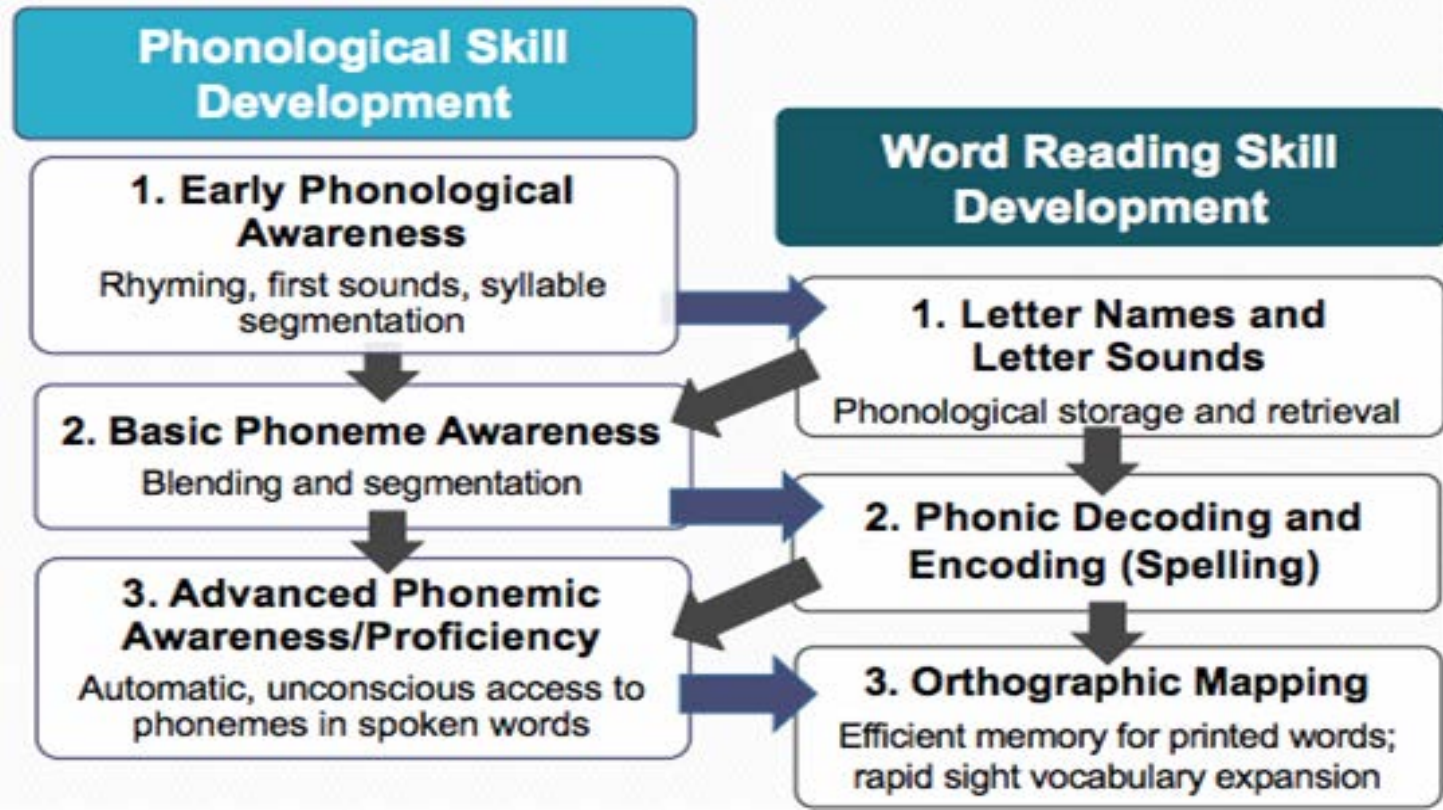 Phonological Skill
Development
1. Early Phonological
Awareness
Rhyming, first sounds, syllable
segmentation
2. Basic Phoneme Awareness
Blending and segmentation
3. Advanced Phonemic
Awareness/Proficiency
Automatic, unconscious access to
phonemes in spoken words
Word Reading Skill
Development
1. Letter Names and
Letter Sounds
Phonological storage and retrieval
2. Phonic Decoding and
Encoding (Spelling)
3. Orthographic Mapping
Efficient memory for printed words;
rapid sight vocabulary expansion